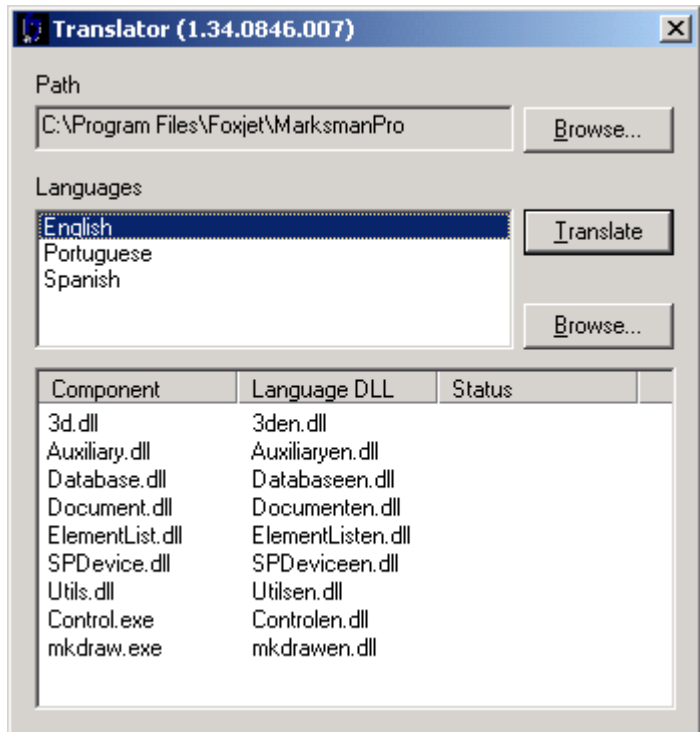 Translator (1.34.0846.007)
Path
C:\Program Files\Foxjet\MarksmanPro
Browse...
Languages
English
Translate
Portuguese
Spanish
Browse...
Component Language DLL Status
3d.dll 3den.dll
Auxiliary.dll Auxiliaryen.dll
Database.dll Databaseen.dll
Document.dll Documenten.dll
ElementList.dll ElementListen.dll
SPDevice.dll SPDeviceen.dll
Utils.dll Utilsen.dll
Control.exe Controlen.dll
mkdraw.exe mkdrawen.dll